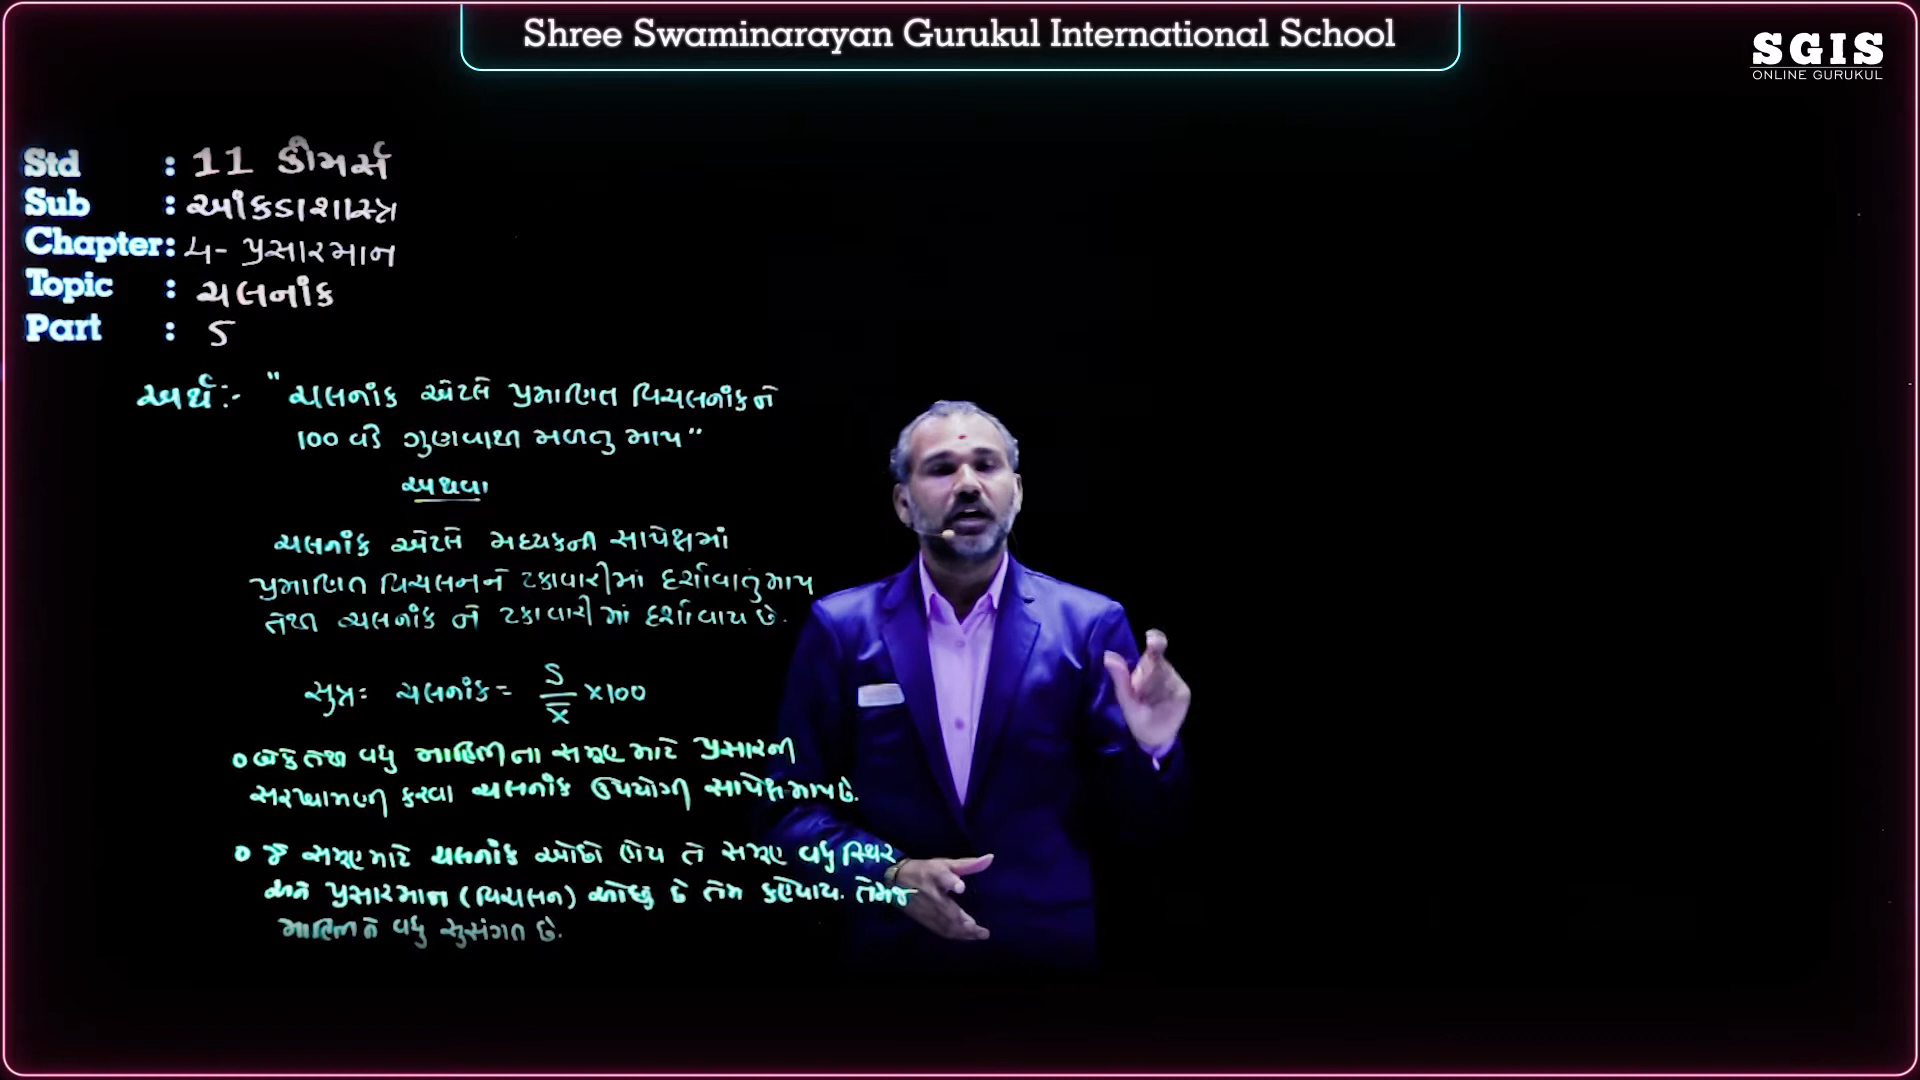 Shree Swaminarayan Gurukul International School
SGIS
ONLINE GURUKUL
Std : 11 કોમર્સ
Sub : આંકડાશાસ્ત્ર
Chapter: 4- પ્રસારમાન
Topic : ચલનાંક
Part : 5
અર્થ:- " ચલનાંક એટલે પ્રમાણિત વિચલનાંકને
100 વડે ગુણવાથી મળતુ માપ"
અથવા
ચલનાંક એટલે મધ્યકની સાપેક્ષમાં
પ્રમાણિત વિચલનને ટકાવારીમાં દર્શાવાતું માપ
તેથી ચલનાંક ને ટકાવારી માં દર્શાવાય છે.
સુત્ર: ચલનાંક = S/x̅ ×100
૦ બેકે તેથી વધુ માહિતીના સમૂહ માટે પ્રસારની
સરખામણી કરવા ચલનાંક ઉપયોગી સાપેક્ષ માપ છે.
૦ જે સમૂહ માટે ચલનાંક ઓછો હોય તે સમૂહ વધુ સ્થિર
અને પ્રસારમાન (વિચલન) ઓછું છે તેમ કહેવાય. તેમજ
માહિતી વધુ સુસંગત છે.